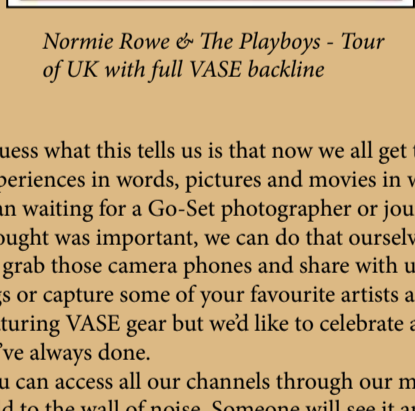 Normie Rowe & The Playboys - Tour
of UK with full VASE backline
uess what this tells us is that now we all get
periences in words, pictures and movies in
an waiting for a Go-Set photographer or jou
ought was important, we can do that ourselv
grab those camera phones and share with u
gs or capture some of your favourite artists a
turing VASE gear but we'd like to celebrate a
've always done.
u can access all our channels through our m
d to the wall of noise. Someone will see it a